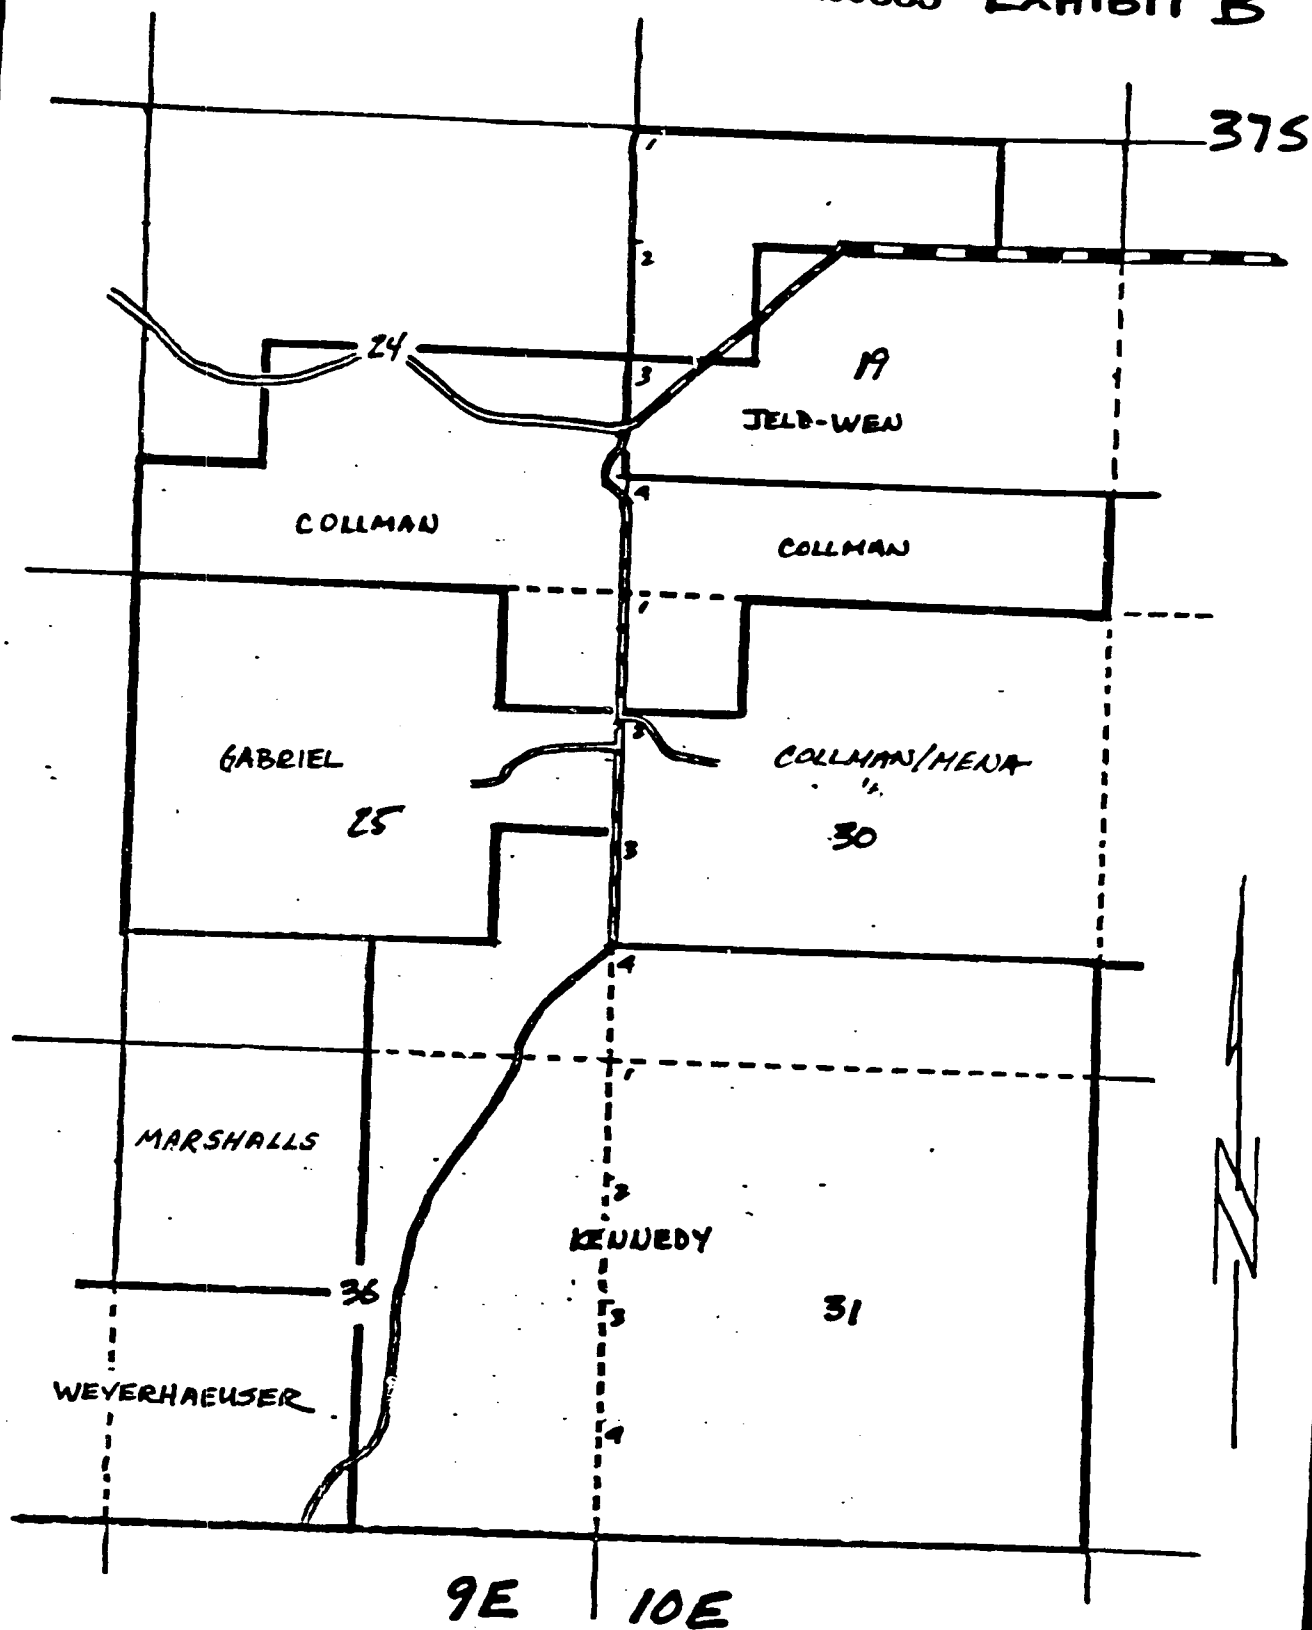 EXHIBIT B
37S
1
2
24
3
19
JELD-WEN
4
COLLMAN
COLLMAN
1
2
GABRIEL
COLLMAN/MENA
25
30
3
4
1
MARSHALLS
2
KENNEDY
36
3
31
WEYERHAEUSER
4
N
9E
10E